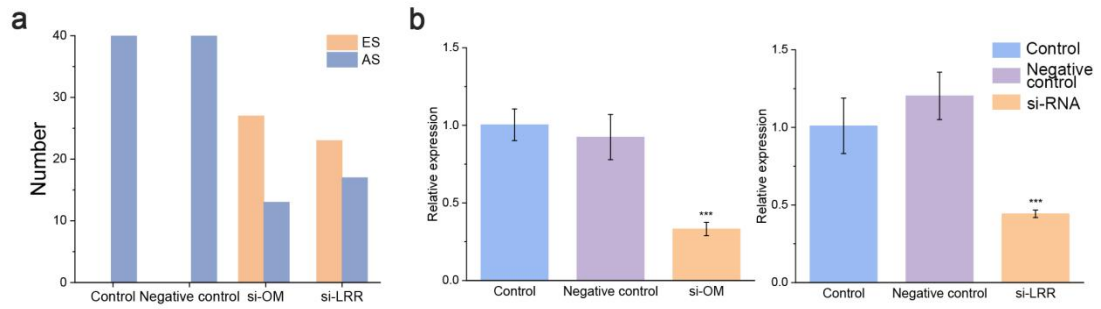 a
ES
AS
Number
40
30
20
10
0
Control
Negative control
si-OM
si-LRR
b
Relative expression
1.5
1.0
0.5
0.0
***
Control
Negative control
si-OM
Relative expression
1.5
1.0
0.5
0.0
Control
Negative
control
si-RNA
***
Control
Negative control
si-LRR